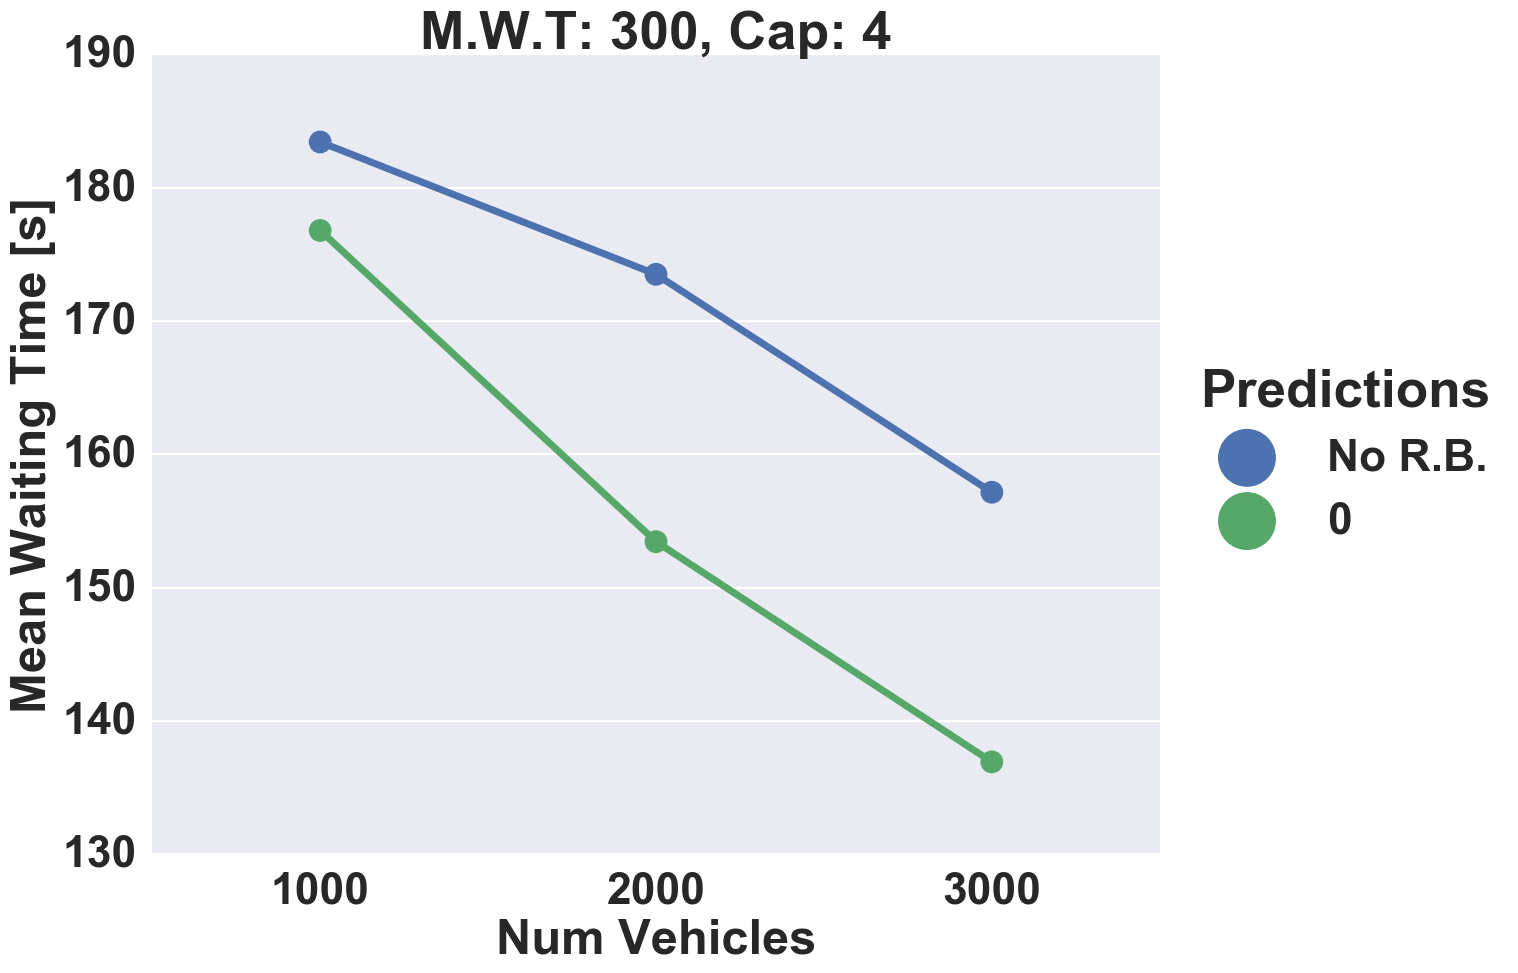 M.W.T: 300, Cap: 4
Mean Waiting Time [s]
190
180
170
160
150
140
130
1000 2000 3000
Num Vehicles
Predictions
No R.B.
0